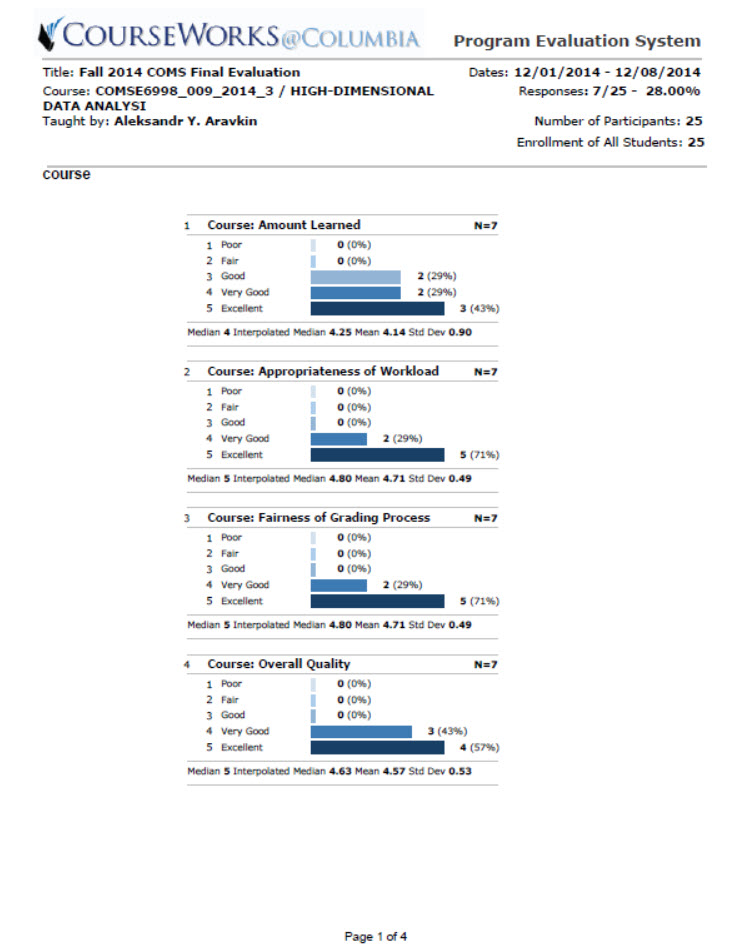 COURSEWORKS@COLUMBIA Program Evaluation System
Title: Fall 2014 COMS Final Evaluation Dates: 12/01/2014 - 12/08/2014
Course: COMSE6998_009_2014_3 / HIGH-DIMENSIONAL Responses: 7/25 - 28.00%
DATA ANALYSI
Taught by: Aleksandr Y. Aravkin Number of Participants: 25
Enrollment of All Students: 25
course
1 Course: Amount Learned N=7
1 Poor 0 (0%)
2 Fair 0 (0%)
3 Good 2 (29%)
4 Very Good 2 (29%)
5 Excellent 3 (43%)
Median 4 Interpolated Median 4.25 Mean 4.14 Std Dev 0.90
2 Course: Appropriateness of Workload N=7
1 Poor 0 (0%)
2 Fair 0 (0%)
3 Good 0 (0%)
4 Very Good 2 (29%)
5 Excellent 5 (71%)
Median 5 Interpolated Median 4.80 Mean 4.71 Std Dev 0.49
3 Course: Fairness of Grading Process N=7
1 Poor 0 (0%)
2 Fair 0 (0%)
3 Good 0 (0%)
4 Very Good 2 (29%)
5 Excellent 5 (71%)
Median 5 Interpolated Median 4.80 Mean 4.71 Std Dev 0.49
4 Course: Overall Quality N=7
1 Poor 0 (0%)
2 Fair 0 (0%)
3 Good 0 (0%)
4 Very Good 3 (43%)
5 Excellent 4 (57%)
Median 5 Interpolated Median 4.63 Mean 4.57 Std Dev 0.53
Page 1 of 4